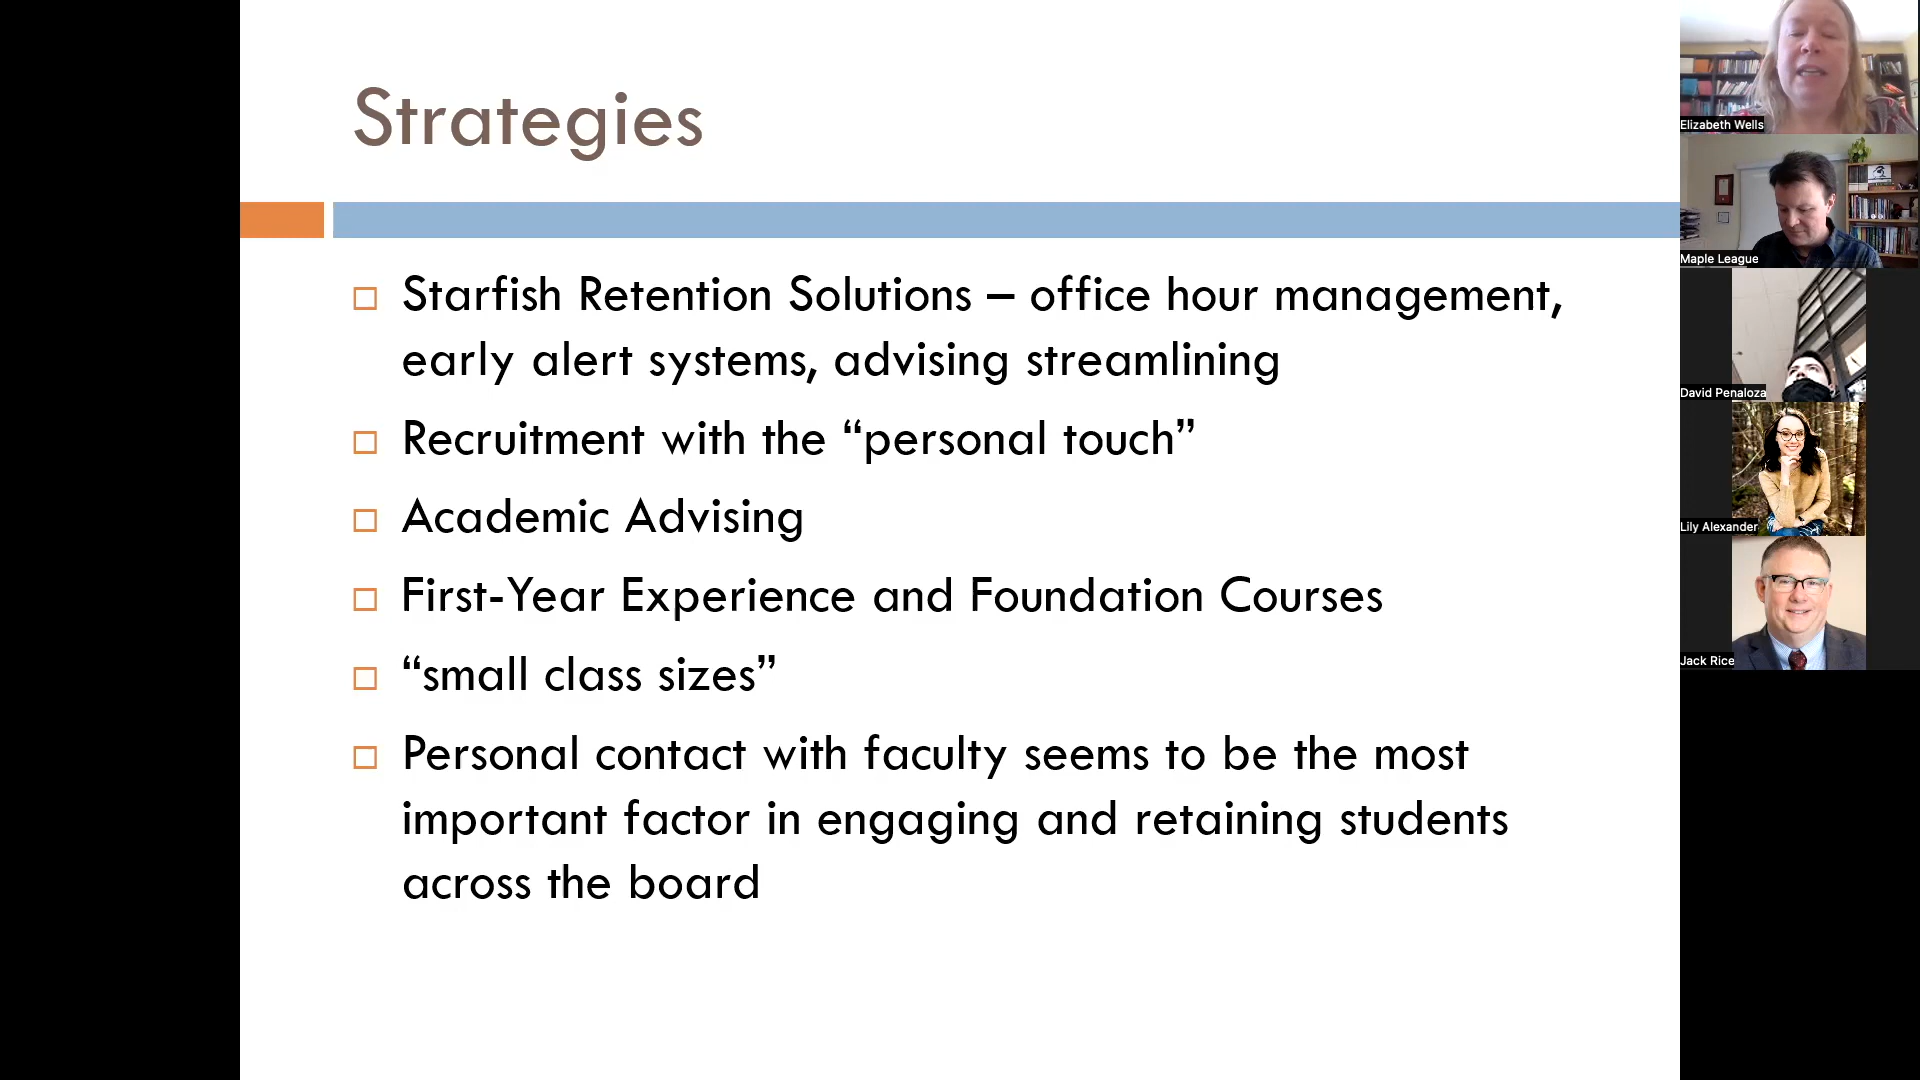 Strategies
Starfish Retention Solutions – office hour management,
early alert systems, advising streamlining
Recruitment with the “personal touch”
Academic Advising
First-Year Experience and Foundation Courses
“small class sizes”
Personal contact with faculty seems to be the most
important factor in engaging and retaining students
across the board
Elizabeth Wells
Maple League
David Penaloza
Lily Alexander
Jack Rice